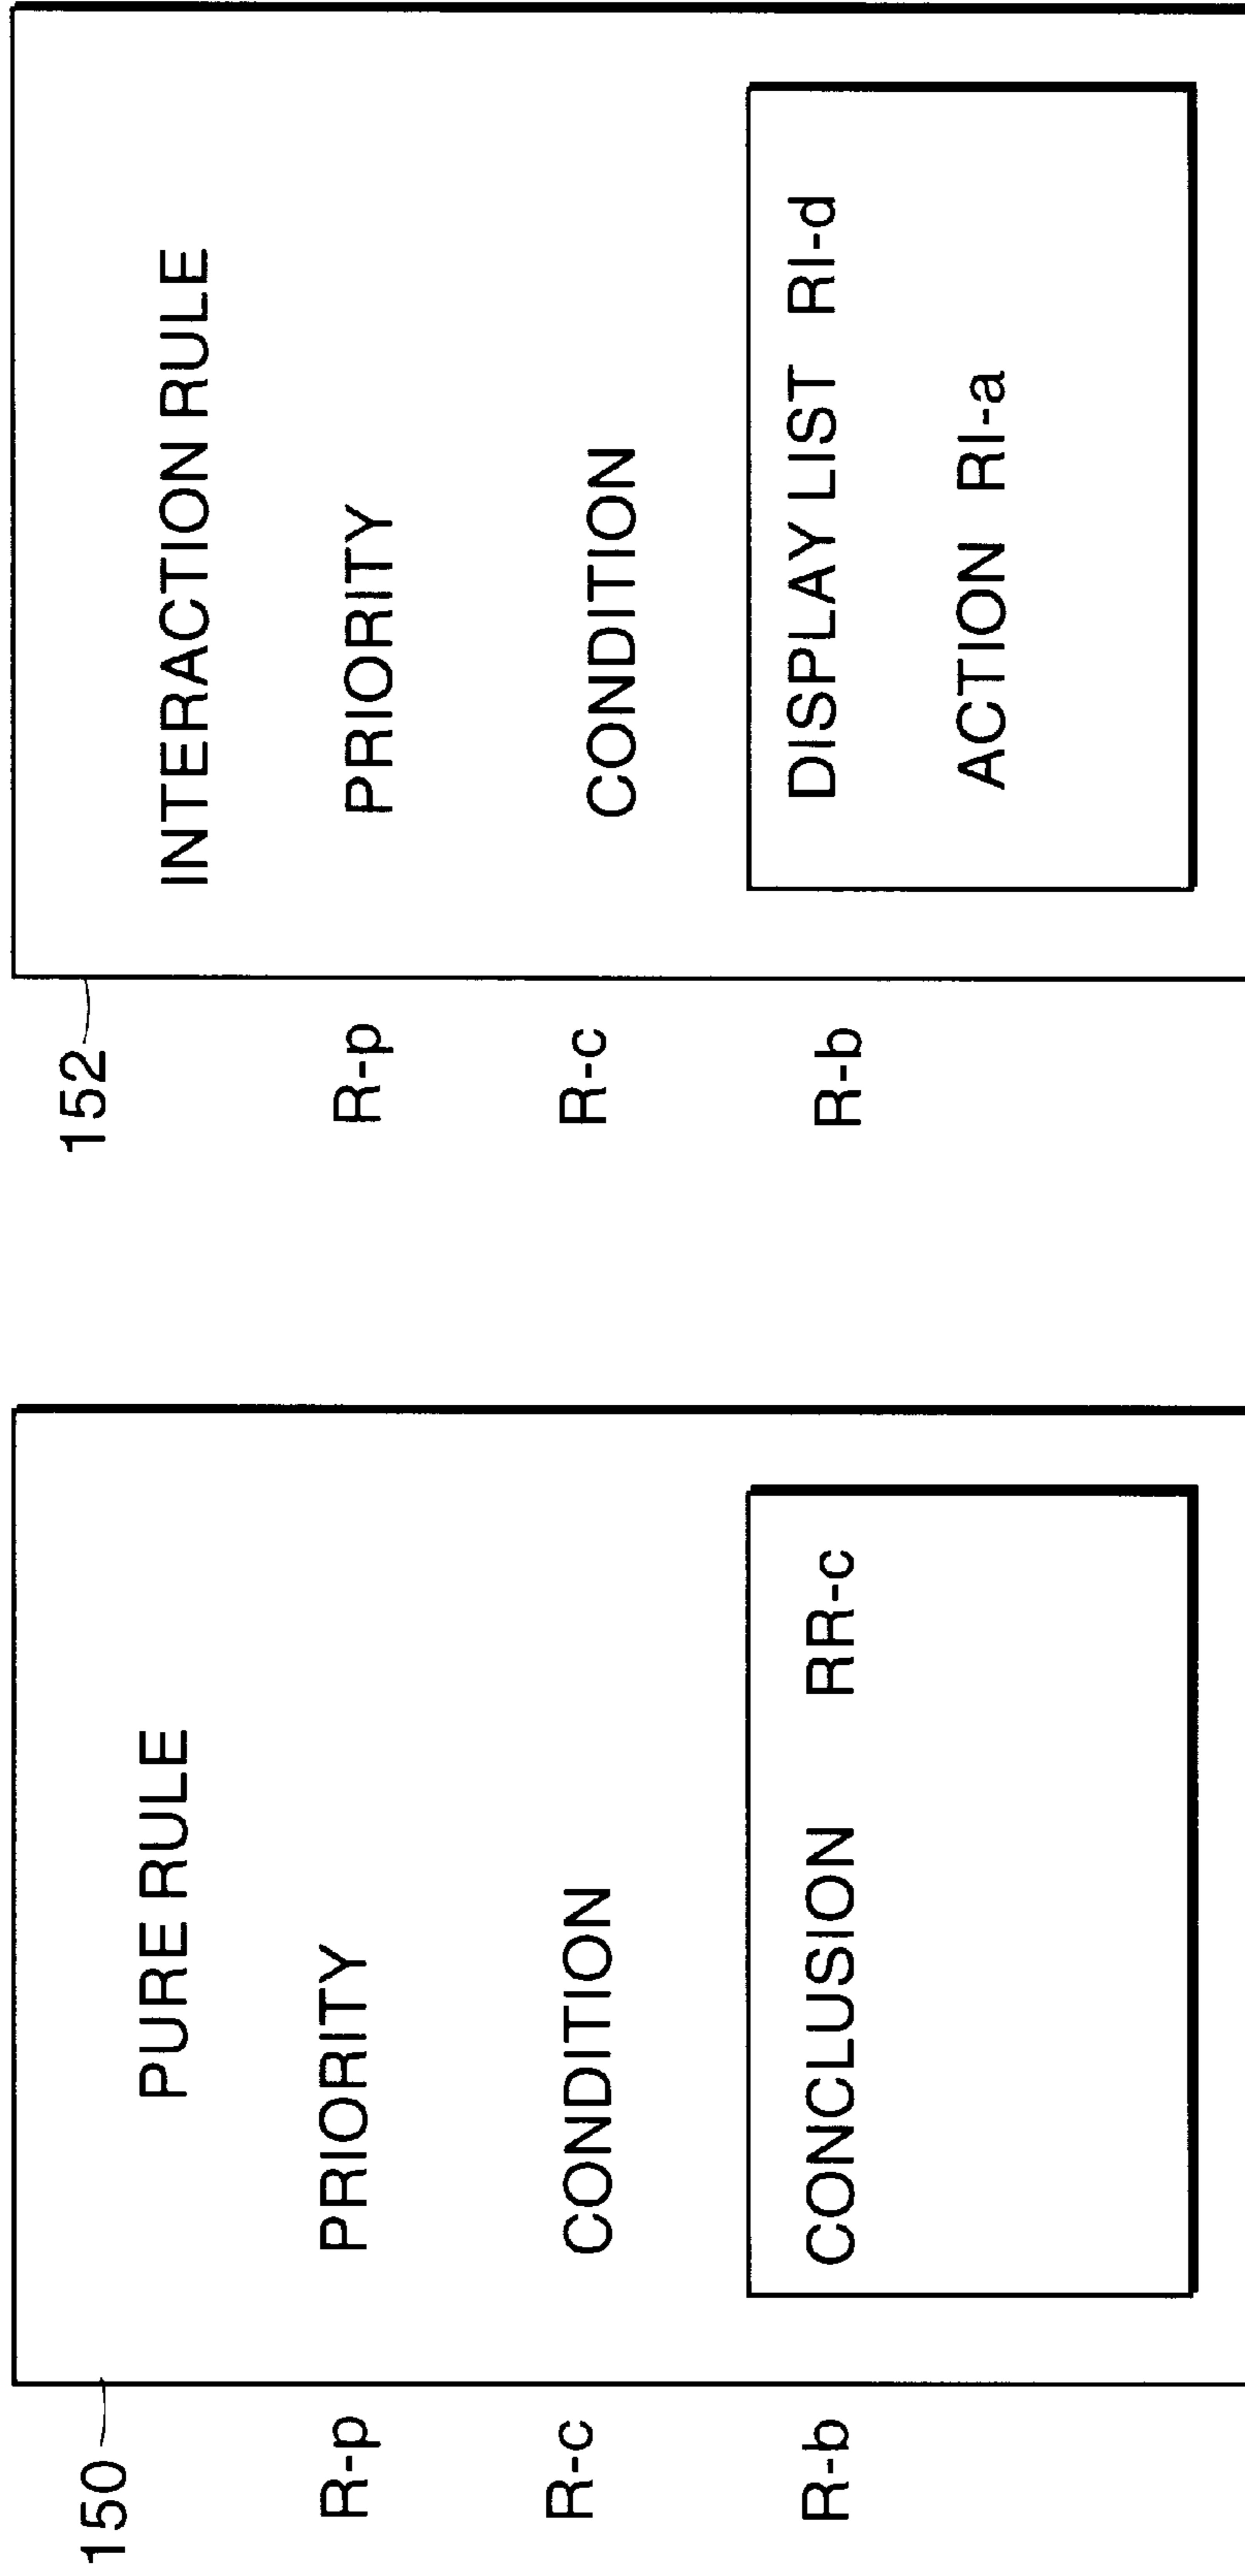 150
PURE RULE
R-p PRIORITY
R-c CONDITION
R-b CONCLUSION RR-c
152
INTERACTION RULE
R-p PRIORITY
R-c CONDITION
R-b DISPLAY LIST RI-d
ACTION RI-a